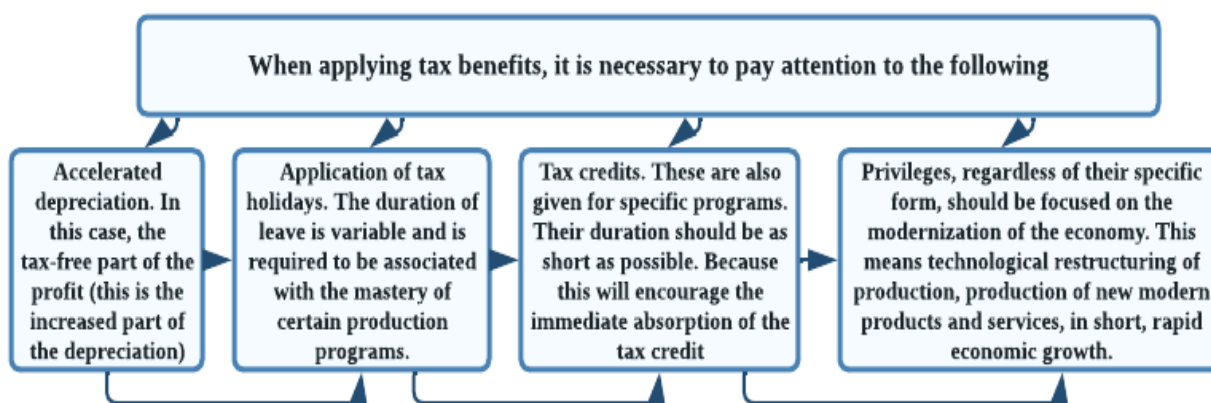 When applying tax benefits, it is necessary to pay attention to the following
Accelerated
depreciation. In
this case, the
tax-free part of the
profit (this is the
increased part of
the depreciation)
Application of tax
holidays. The duration of
leave is variable and is
required to be associated
with the mastery of
certain production
programs.
Tax credits. These are also
given for specific programs.
Their duration should be as
short as possible. Because
this will encourage the
immediate absorption of the
tax credit
Privileges, regardless of their specific
form, should be focused on the
modernization of the economy. This
means technological restructuring of
production, production of new modern
products and services, in short, rapid
economic growth.